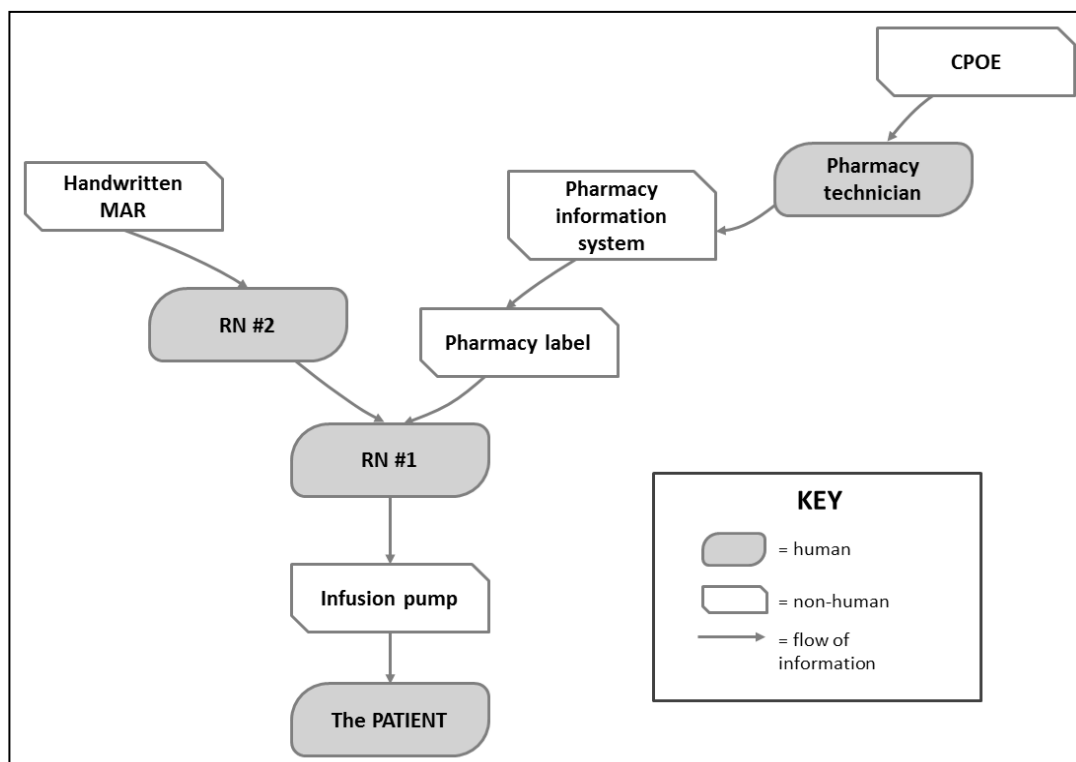 CPOE
Pharmacy
technician
Handwritten
MAR
Pharmacy
information
system
RN #2
Pharmacy label
RN #1
Infusion pump
The PATIENT
KEY
= human
= non-human
= flow of
information